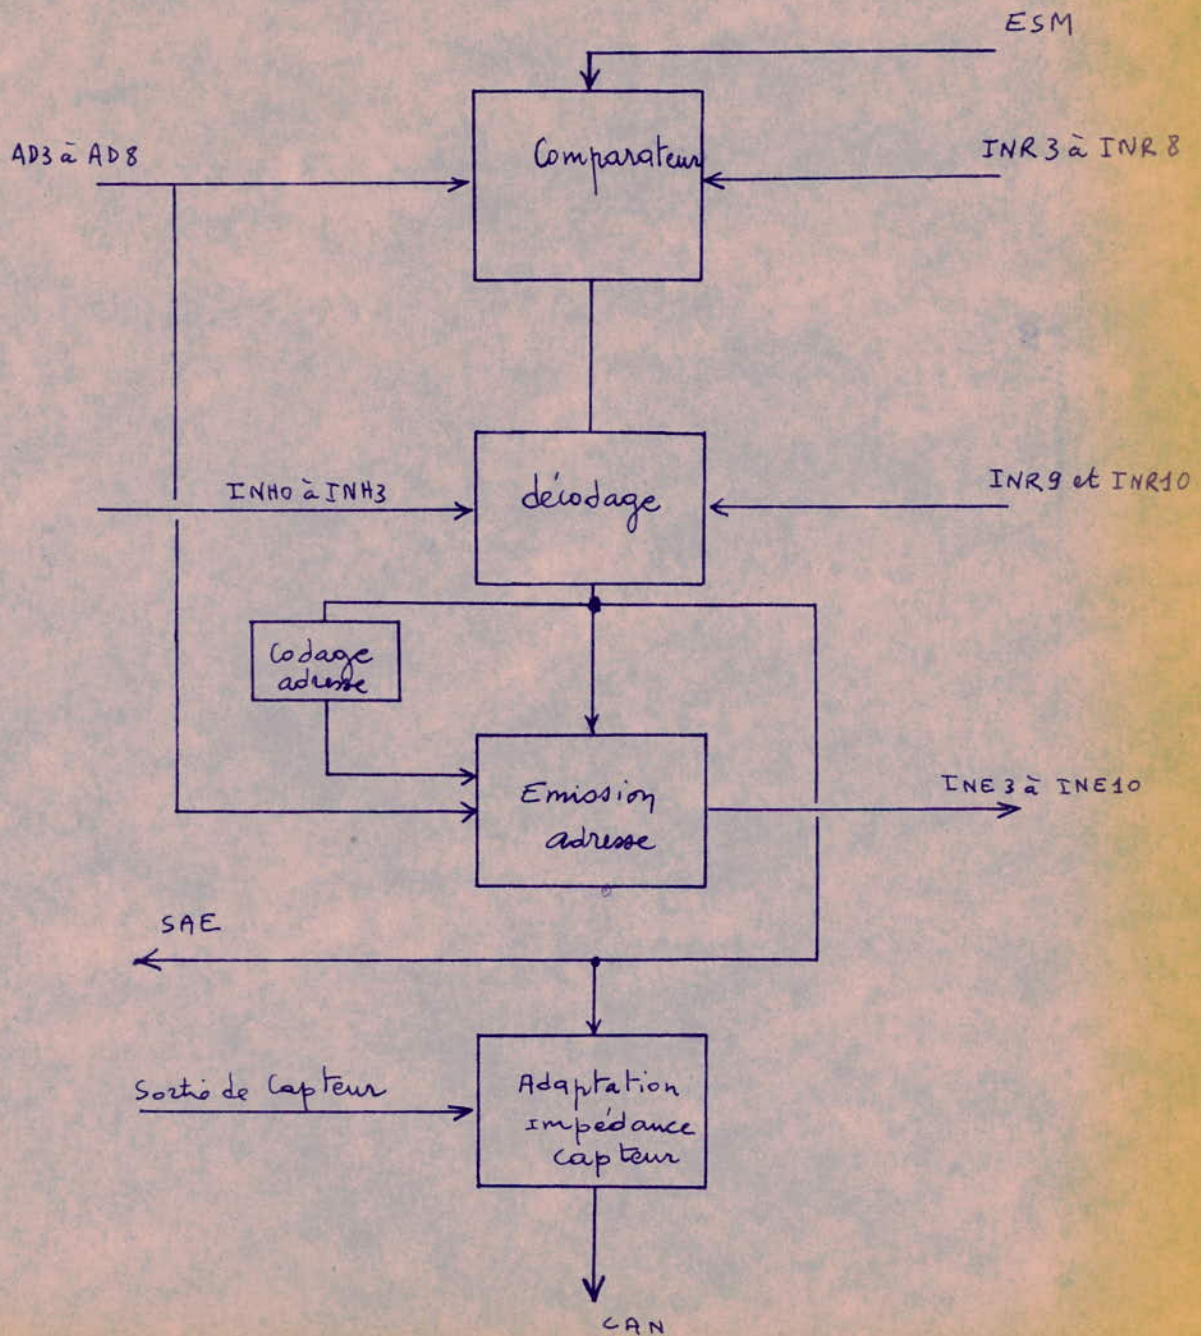 ESM
AD3 à AD8
Comparateur
INR3 à INR8
INH0 à INH3
décodage
INR9 et INR10
Codage
adresse
Emission
adresse
INE3 à INE10
SAE
Sortie de Capteur
Adaptation
Impédance
Capteur
CAN